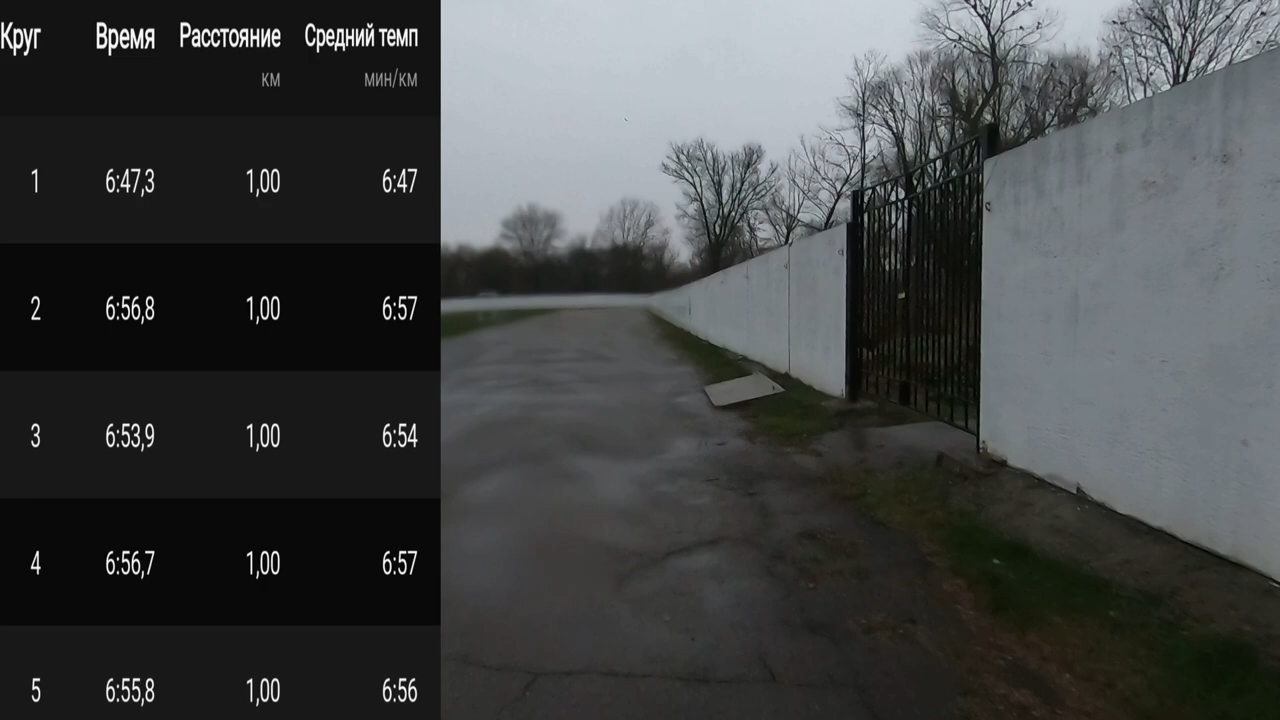 Круг Время Расстояние Средний темп
км мин/км
1 6:47,3 1,00 6:47
2 6:56,8 1,00 6:57
3 6:53,9 1,00 6:54
4 6:56,7 1,00 6:57
5 6:55,8 1,00 6:56